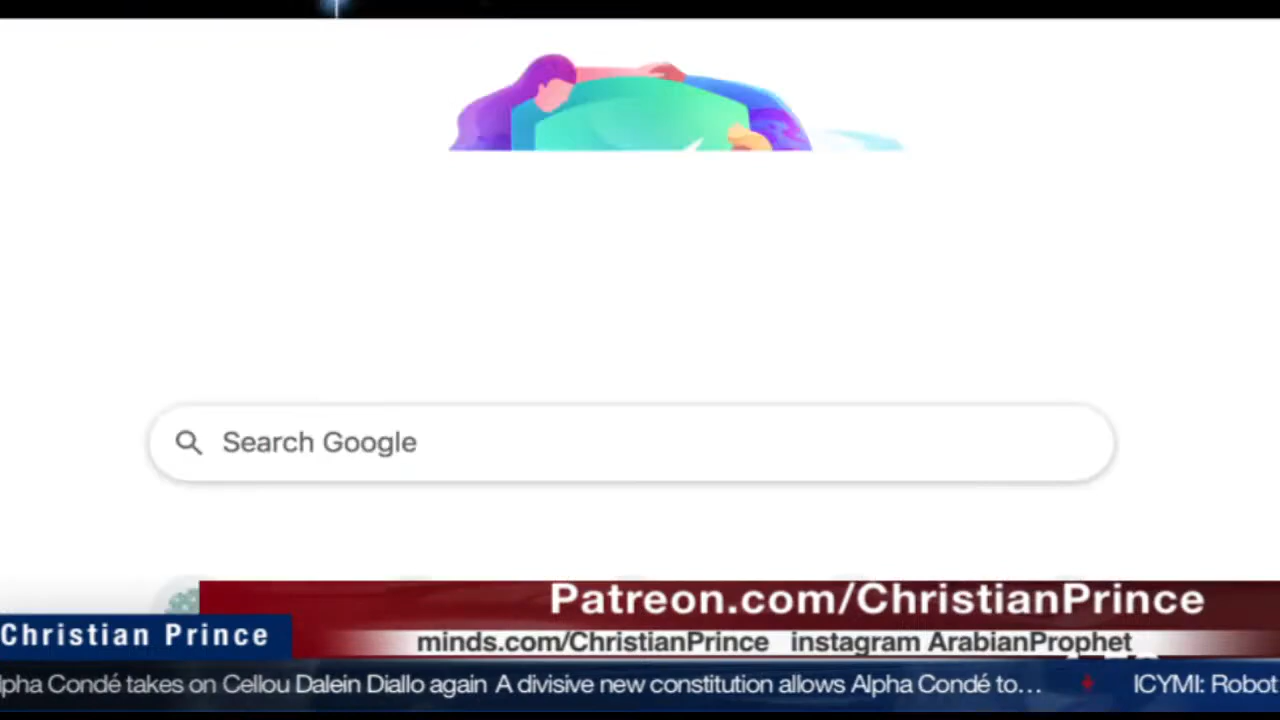 Search Google
Patreon.com/ChristianPrince
Christian Prince
minds.com/ChristianPrince instagram ArabianProphet
lpha Condé takes on Cellou Dalein Diallo again A divisive new constitution allows Alpha Condé to… ICYMI: Robot